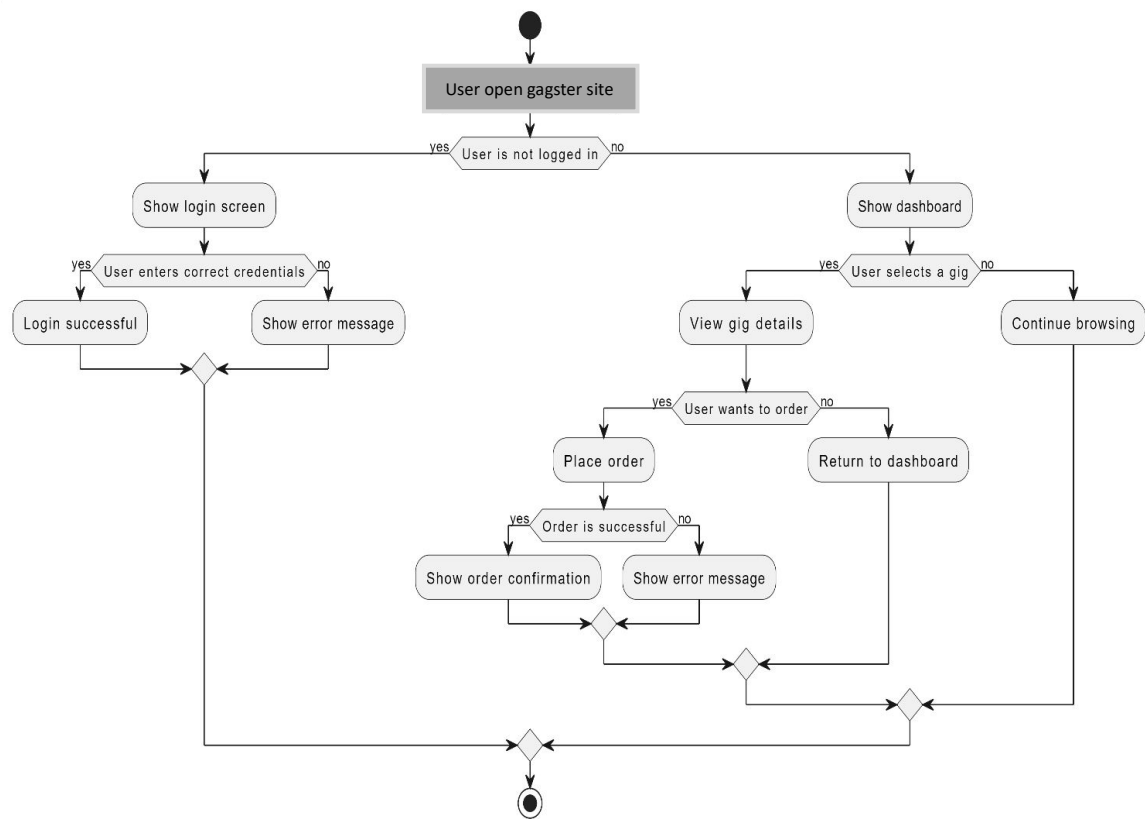 User open gagster site
yes
User is not logged in
no
Show login screen
Show dashboard
yes
User enters correct credentials
no
yes
User selects a gig
no
Login successful
Show error message
View gig details
Continue browsing
yes
User wants to order
no
Place order
Return to dashboard
yes
Order is successful
no
Show order confirmation
Show error message